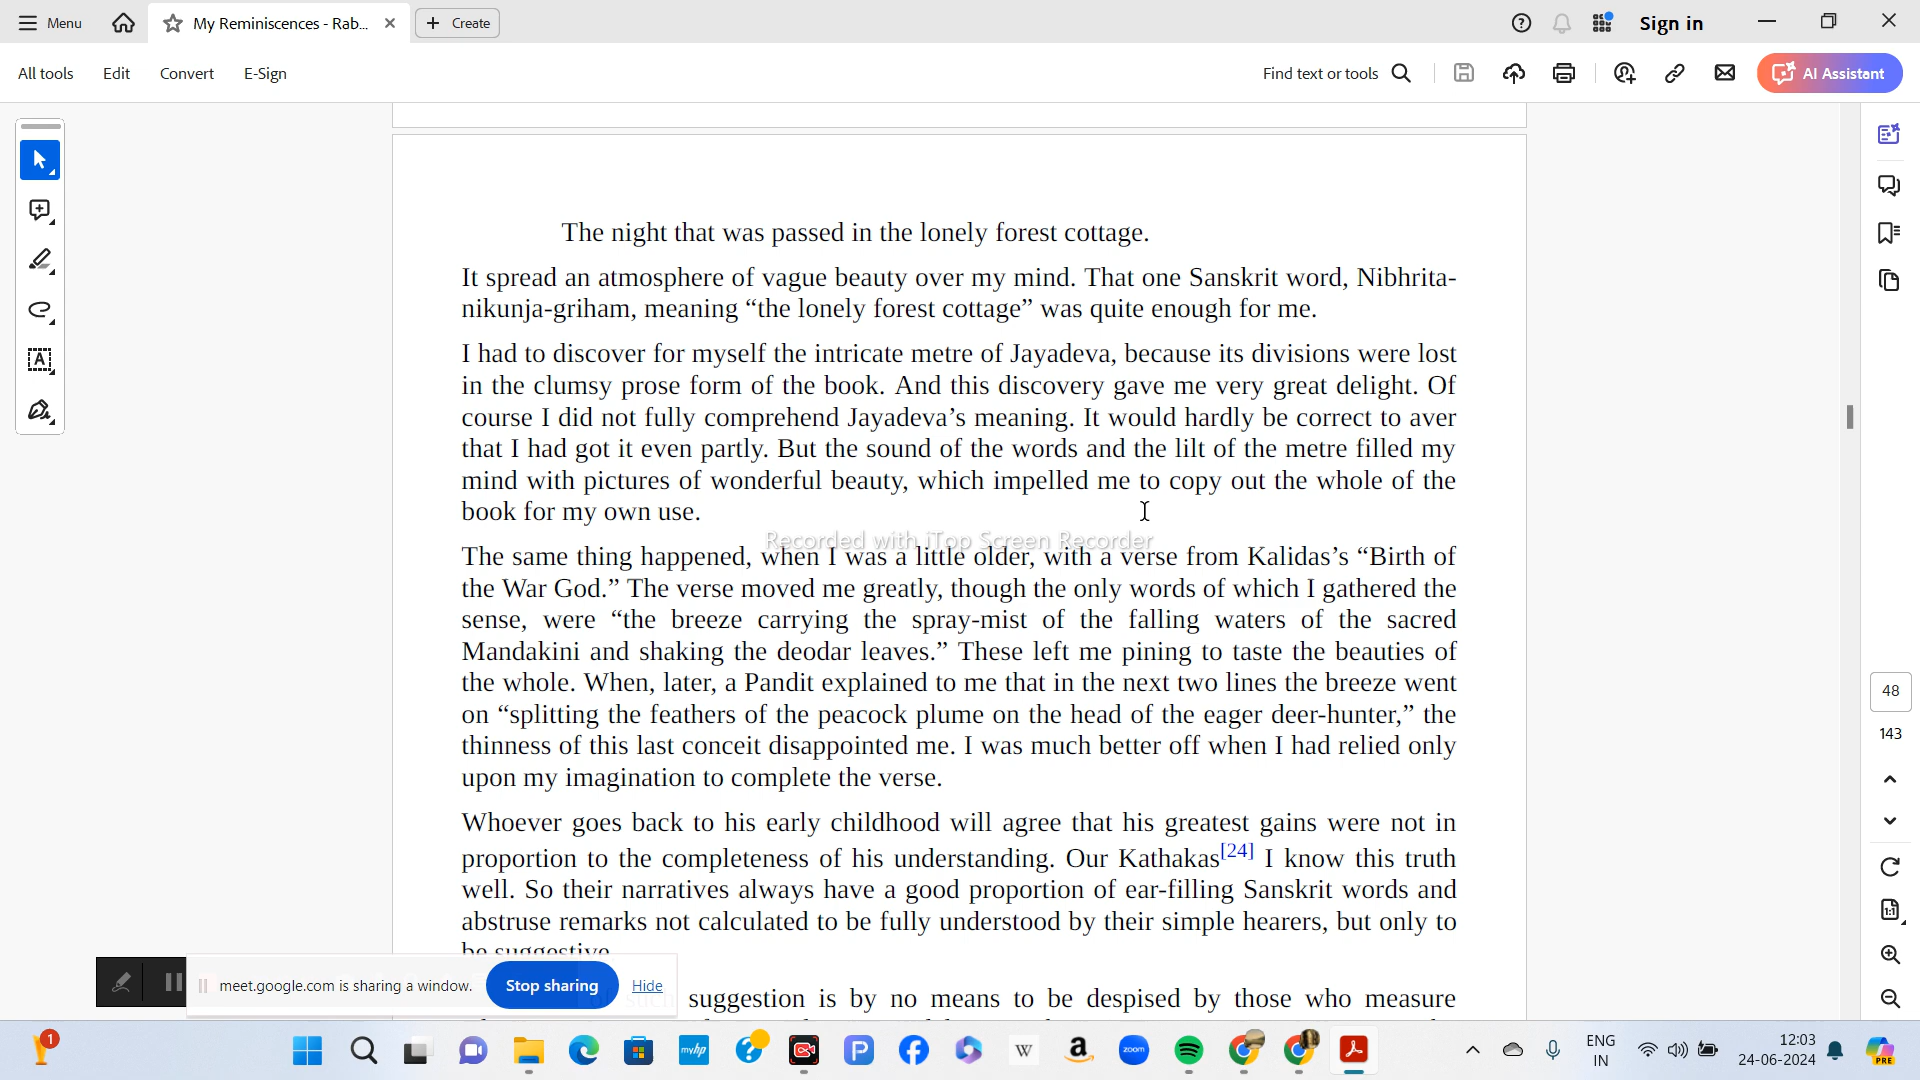 Menu
My Reminiscences - Rab...
Create
Sign in
All tools
Edit
Convert
E-Sign
Find text or tools
AI Assistant
The night that was passed in the lonely forest cottage.
It spread an atmosphere of vague beauty over my mind. That one Sanskrit word, Nibhrita-
nikunja-griham, meaning “the lonely forest cottage” was quite enough for me.
I had to discover for myself the intricate metre of Jayadeva, because its divisions were lost
in the clumsy prose form of the book. And this discovery gave me very great delight. Of
course I did not fully comprehend Jayadeva’s meaning. It would hardly be correct to aver
that I had got it even partly. But the sound of the words and the lilt of the metre filled my
mind with pictures of wonderful beauty, which impelled me to copy out the whole of the
book for my own use.
Recorded with iTop Screen Recorder
The same thing happened, when I was a little older, with a verse from Kalidas’s “Birth of
the War God.” The verse moved me greatly, though the only words of which I gathered the
sense, were “the breeze carrying the spray-mist of the falling waters of the sacred
Mandakini and shaking the deodar leaves.” These left me pining to taste the beauties of
the whole. When, later, a Pandit explained to me that in the next two lines the breeze went
on “splitting the feathers of the peacock plume on the head of the eager deer-hunter,” the
thinness of this last conceit disappointed me. I was much better off when I had relied only
upon my imagination to complete the verse.
Whoever goes back to his early childhood will agree that his greatest gains were not in
proportion to the completeness of his understanding. Our Kathakas[24] I know this truth
well. So their narratives always have a good proportion of ear-filling Sanskrit words and
abstruse remarks not calculated to be fully understood by their simple hearers, but only to
be suggestive.
suggestion is by no means to be despised by those who measure
48
143
meet.google.com is sharing a window.
Stop sharing
Hide
1
myhp
W
a
zoom
ENG
IN
12:03
24-06-2024
PRE